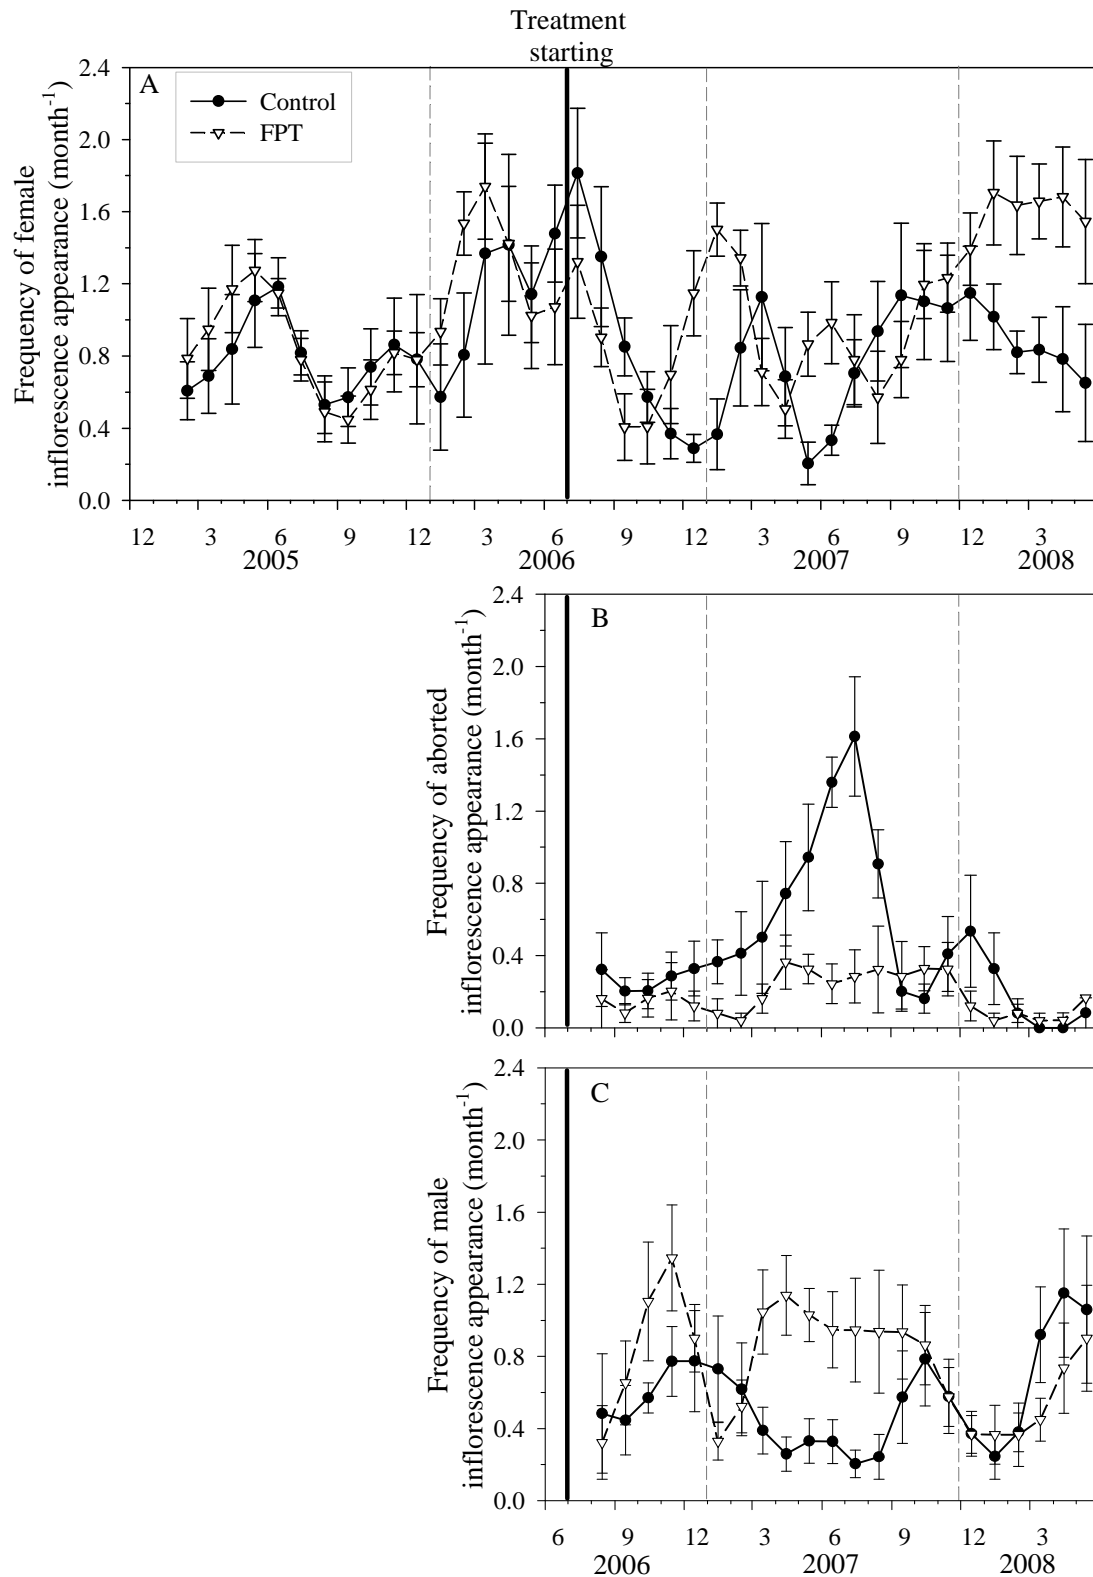 Treatment
starting
A
Control
FPT
Frequency of female
inflorescence appearance (month⁻¹)
2.4
2.0
1.6
1.2
0.8
0.4
0.0
12 3 6 9 12 3 6 9 12 3 6 9 12 3
2005 2006 2007 2008
B
Frequency of aborted
inflorescence appearance (month⁻¹)
2.4
2.0
1.6
1.2
0.8
0.4
0.0
C
Frequency of male
inflorescence appearance (month⁻¹)
2.4
2.0
1.6
1.2
0.8
0.4
0.0
6 9 12 3 6 9 12 3
2006 2007 2008